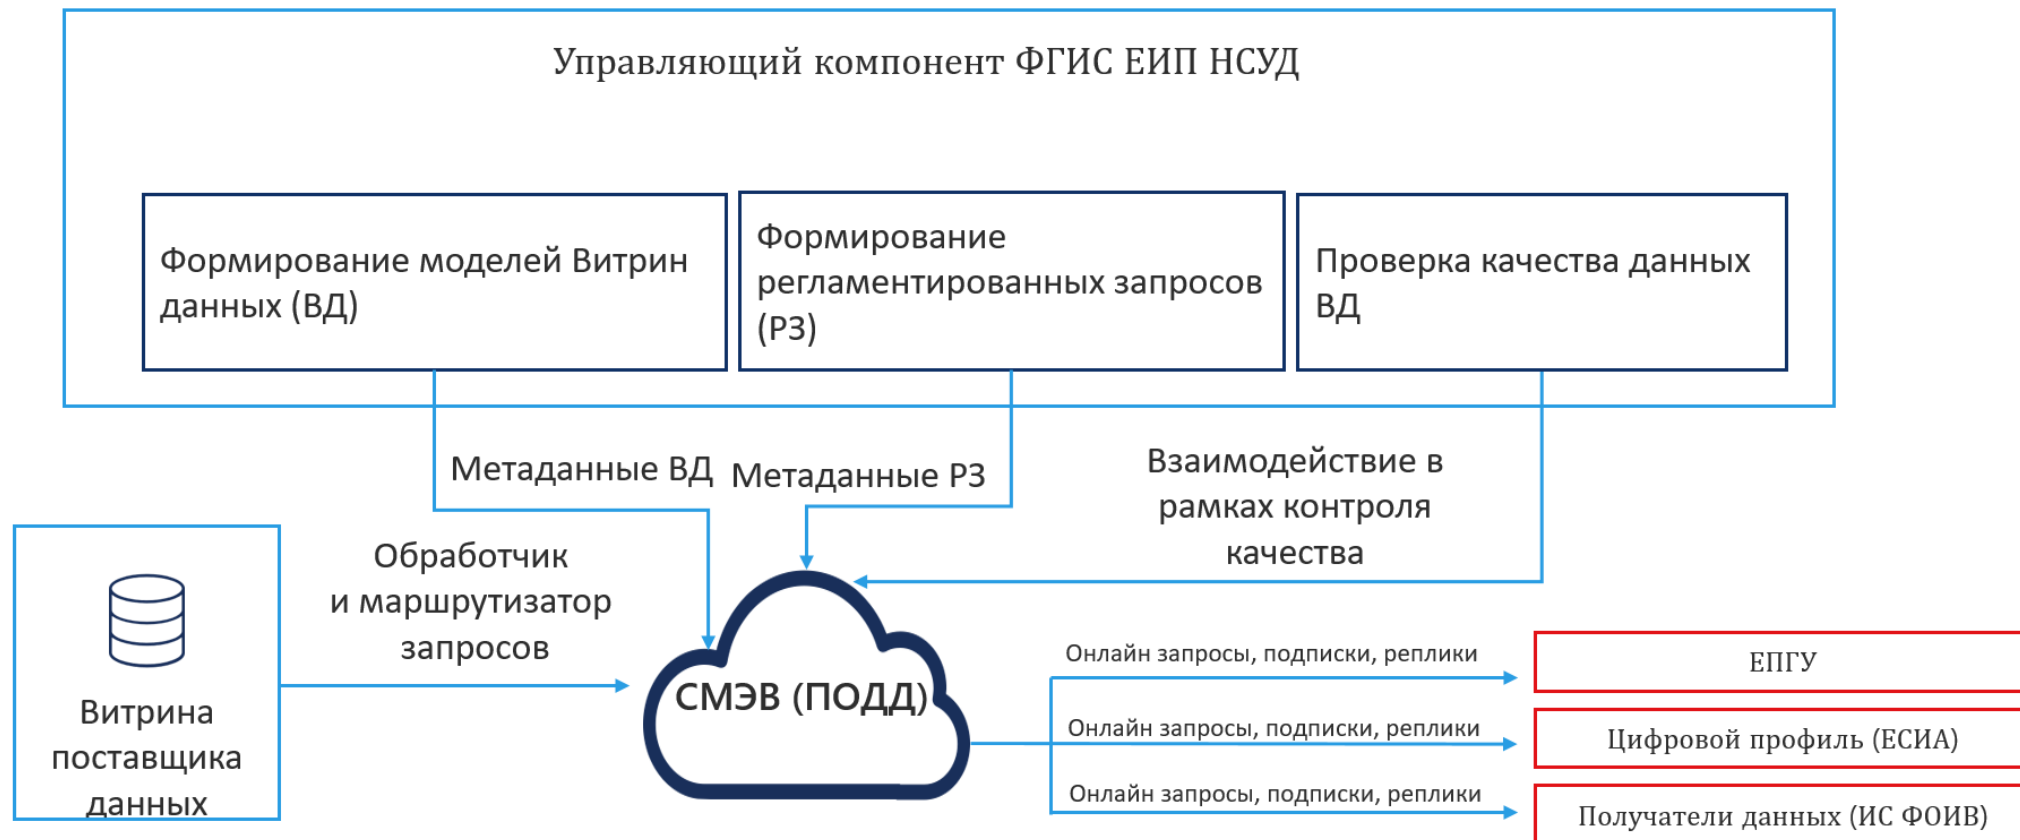 Управляющий компонент ФГИС ЕИП НСУД
Формирование моделей Витрин
данных (ВД)
Формирование
регламентированных запросов
(РЗ)
Проверка качества данных
ВД
Метаданные ВД
Метаданные РЗ
Взаимодействие в
рамках контроля
качества
Обработчик
и маршрутизатор
запросов
Витрина
поставщика
данных
СМЭВ (ПОДД)
Онлайн запросы, подписки, реплики
ЕПГУ
Онлайн запросы, подписки, реплики
Цифровой профиль (ЕСИА)
Онлайн запросы, подписки, реплики
Получатели данных (ИС ФОИВ)